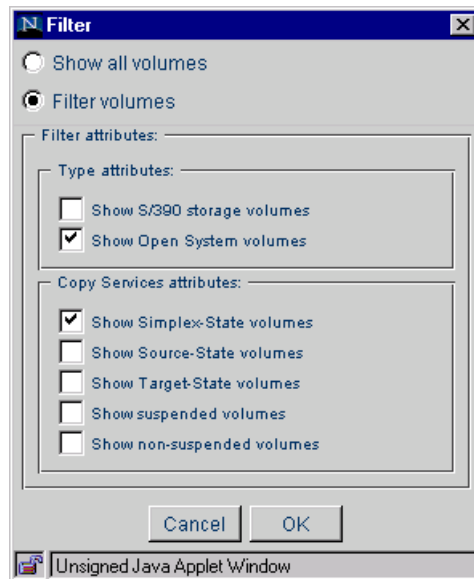 N Filter
Show all volumes
Filter volumes
Filter attributes:
Type attributes:
Show S/390 storage volumes
Show Open System volumes
Copy Services attributes:
Show Simplex-State volumes
Show Source-State volumes
Show Target-State volumes
Show suspended volumes
Show non-suspended volumes
Cancel OK
Unsigned Java Applet Window